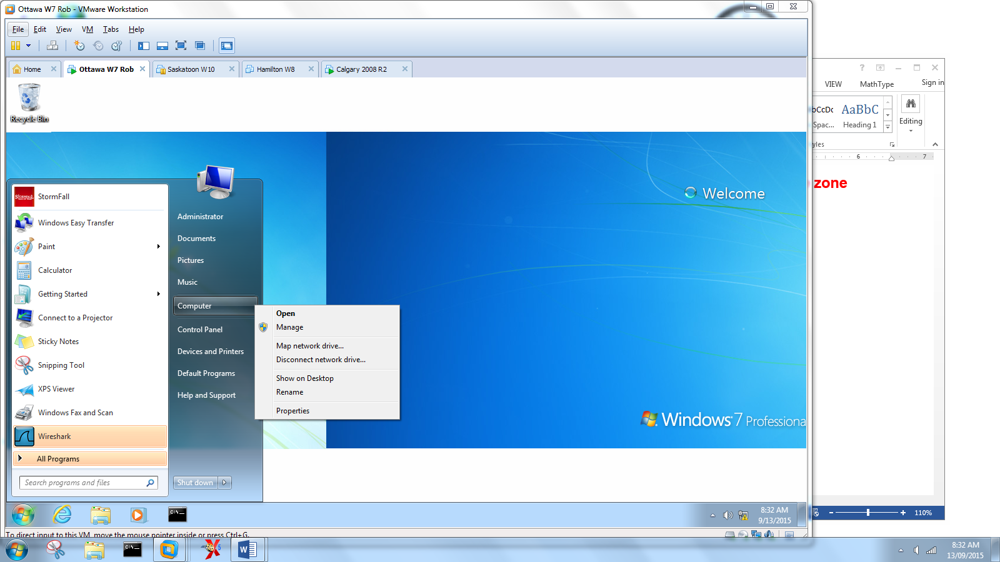 Ottawa W7 Rob - VMware Workstation
File Edit View VM Tabs Help
Home Ottawa W7 Rob Saskatoon W10 Hamilton W8 Calgary 2008 R2
Recycle Bin
VIEW MathType Sign in
AaBbC
Spac... Heading 1
Editing
yles
6 7
zone
Welcome
Windows 7 Professiona
StormFall
Windows Easy Transfer
Paint
Calculator
Getting Started
Connect to a Projector
Sticky Notes
Snipping Tool
XPS Viewer
Windows Fax and Scan
Wireshark
All Programs
Search programs and files
Administrator
Documents
Pictures
Music
Computer
Control Panel
Devices and Printers
Default Programs
Help and Support
Shut down
Open
Manage
Map network drive...
Disconnect network drive...
Show on Desktop
Rename
Properties
8:32 AM
9/13/2015
110%
To direct input to this VM, move the mouse pointer inside or press Ctrl+G.
8:32 AM
13/09/2015